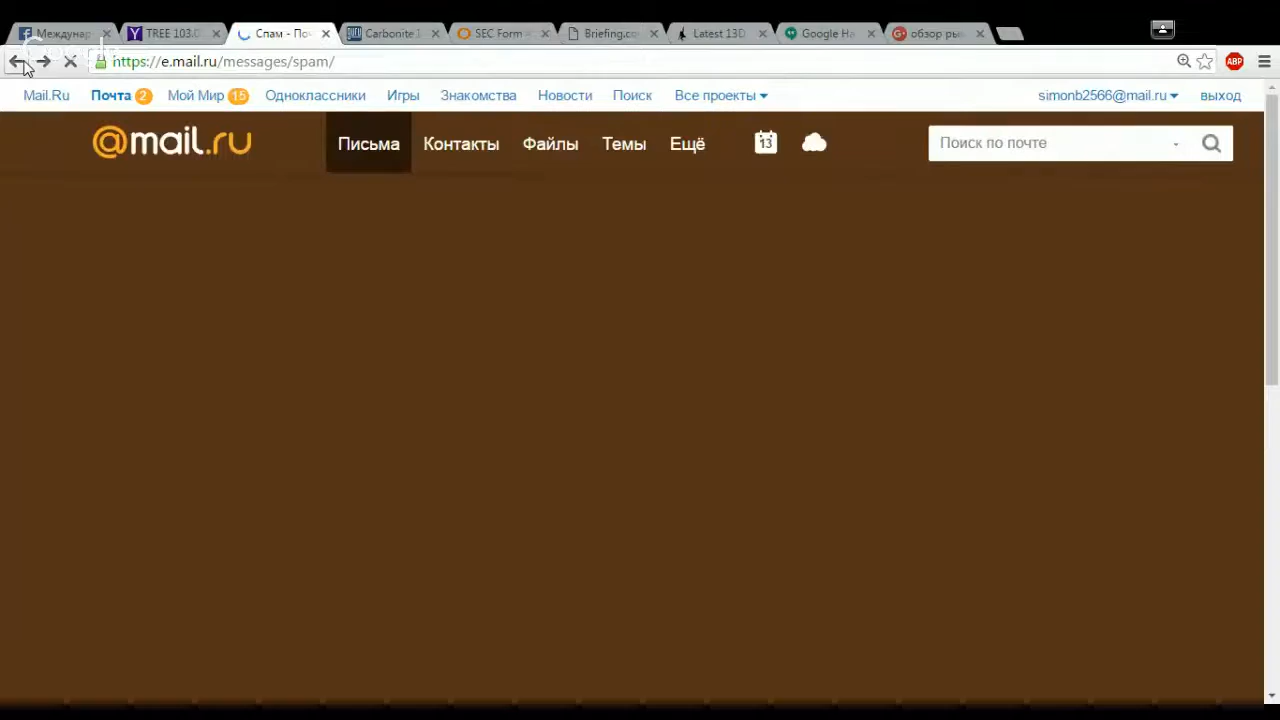 Междунар
TREE 103.0
Спам - По
Carbonite
SEC Form
Briefing.co
Latest 13D
Google Ha
обзор рын
https://e.mail.ru/messages/spam/
ABP
Mail.Ru Почта 2 Мой Мир 15 Одноклассники Игры Знакомства Новости Поиск Все проекты simonb2566@mail.ru выход
@mail.ru Письма Контакты Файлы Темы Ещё 13 Поиск по почте